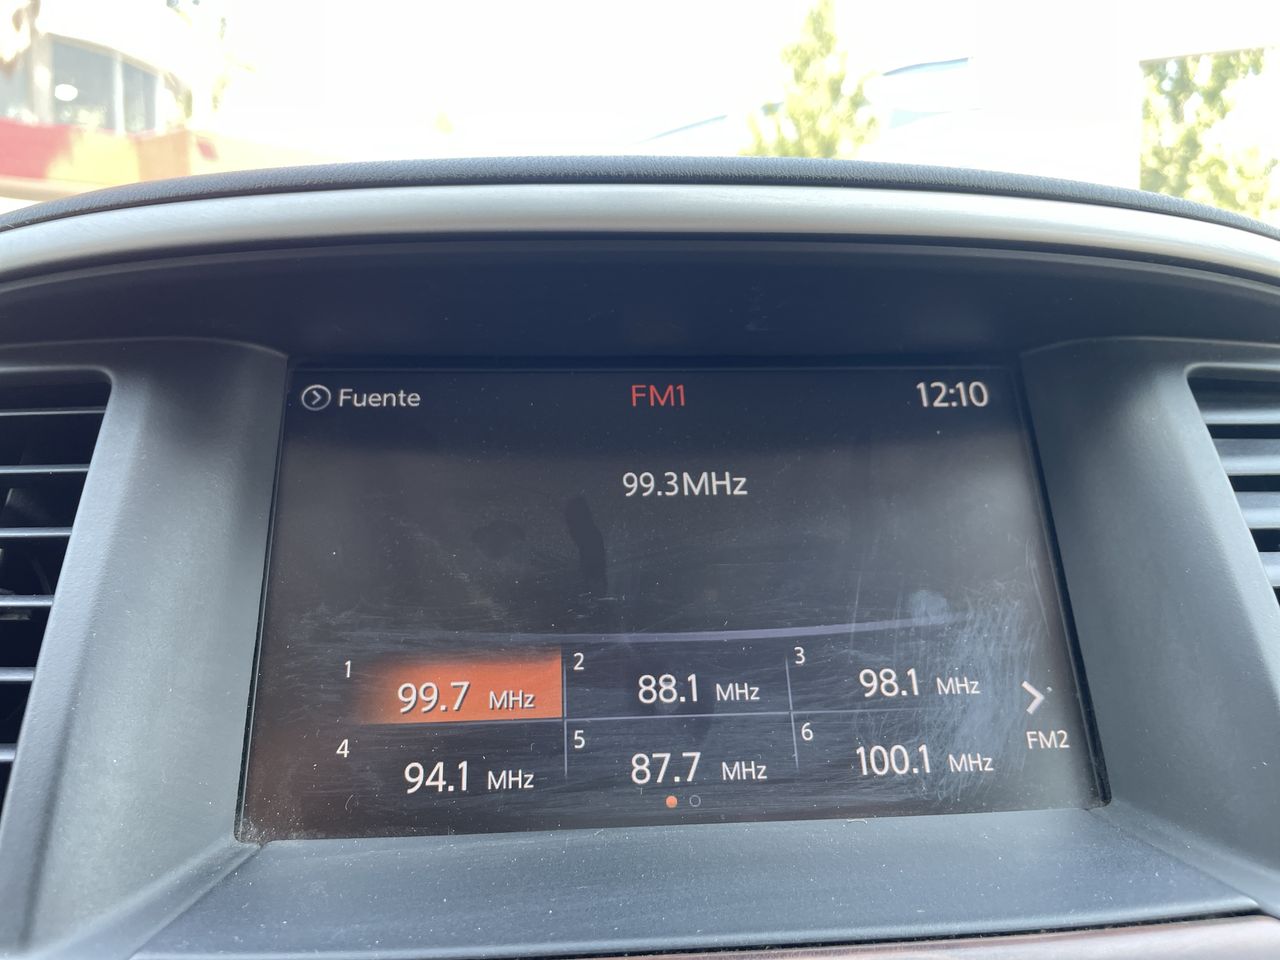 Fuente FM1 12:10
99.3MHz
1 99.7 MHz 2 88.1 MHz 3 98.1 MHz
4 94.1 MHz 5 87.7 MHz 6 100.1 MHz
FM2